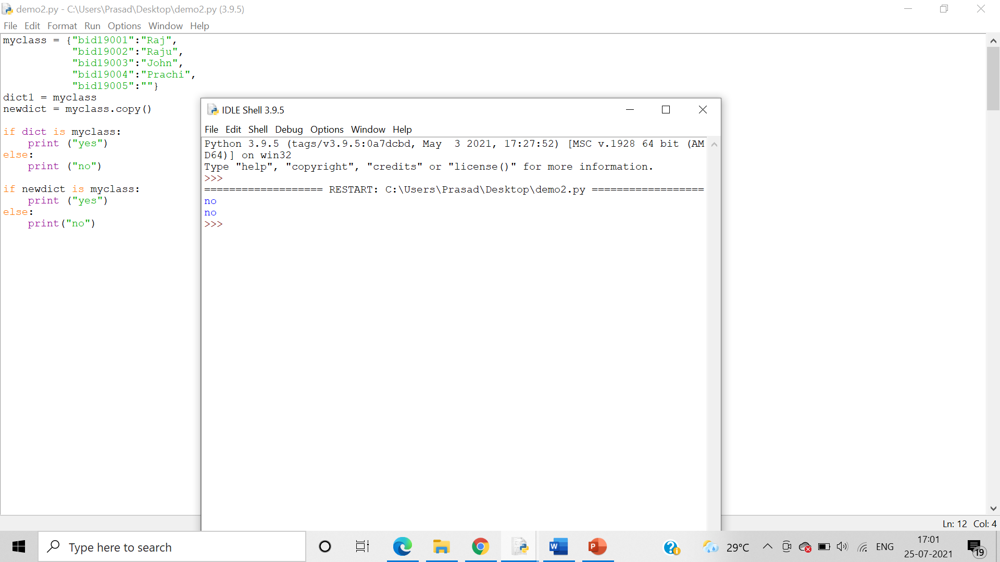 demo2.py - C:\Users\Prasad\Desktop\demo2.py (3.9.5)
File Edit Format Run Options Window Help
myclass = {"bid19001":"Raj",
           "bid19002":"Raju",
           "bid19003":"John",
           "bid19004":"Prachi",
           "bid19005":""}
dict1 = myclass
newdict = myclass.copy()
if dict is myclass:
    print ("yes")
else:
    print ("no")
if newdict is myclass:
    print ("yes")
else:
    print("no")
IDLE Shell 3.9.5
File Edit Shell Debug Options Window Help
Python 3.9.5 (tags/v3.9.5:0a7dcbd, May  3 2021, 17:27:52) [MSC v.1928 64 bit (AM
D64)] on win32
Type "help", "copyright", "credits" or "license()" for more information.
>>>
=================== RESTART: C:\Users\Prasad\Desktop\demo2.py ==================
no
no
>>>
Ln: 12 Col: 4
Type here to search
29°C
ENG
17:01
25-07-2021
19